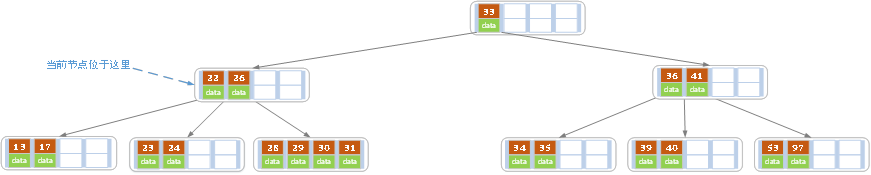 33
data
当前节点位于这里
22 26
data data
36 41
data data
13 17
data data
23 24
data data
28 29 30 31
data data data data
34 35
data data
39 40
data data
53 97
data data